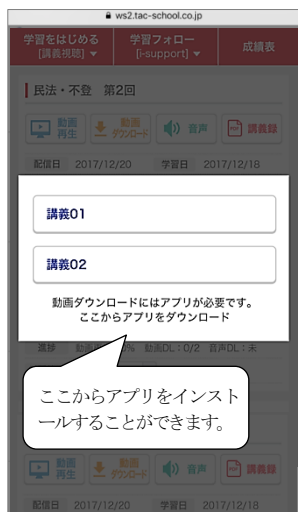 ws2.tac-school.co.jp
学習をはじめる
[講義視聴] ▼
学習フォロー
[i-support] ▼
成績表
民法・不登 第2回
動画
再生
動画
ダウンロード
音声
講義録
配信日 2017/12/20 学習日 2017/12/18
講義01
講義02
動画ダウンロードにはアプリが必要です。
ここからアプリをダウンロード
進捗
動画DL:0/2 音声DL:未
ここからアプリをインスト
ールすることができます。
動画
再生
動画
ダウンロード
音声
講義録
配信日 2017/12/20 学習日 2017/12/18